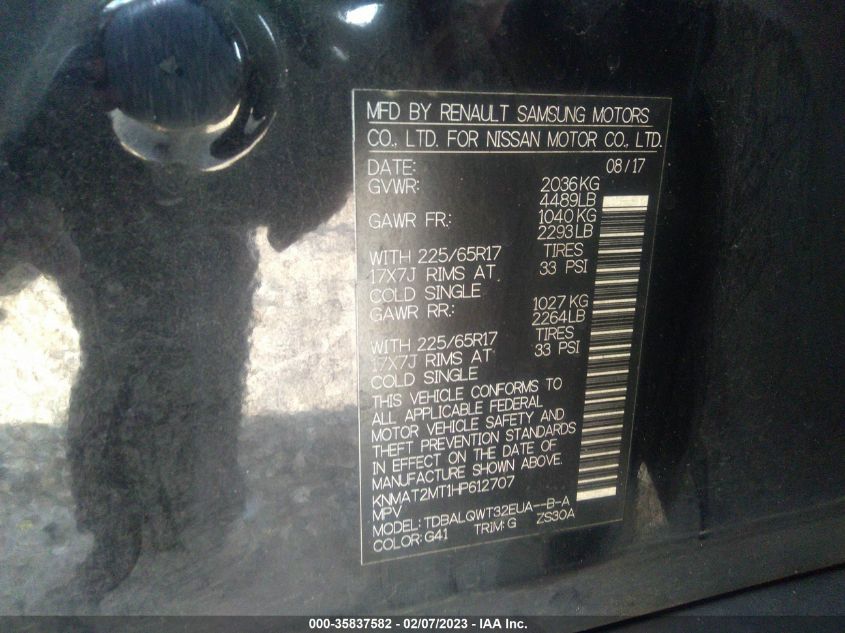 MFD BY RENAULT SAMSUNG MOTORS
CO., LTD. FOR NISSAN MOTOR CO., LTD.
DATE: 08/17
GVWR: 2036KG
4489LB
GAWR FR.: 1040KG
2293LB
WITH 225/65R17 TIRES
17X7J RIMS AT 33 PSI
COLD SINGLE
GAWR RR.: 1027KG
2264LB
WITH 225/65R17 TIRES
17X7J RIMS AT 33 PSI
COLD SINGLE
THIS VEHICLE CONFORMS TO
ALL APPLICABLE FEDERAL
MOTOR VEHICLE SAFETY AND
THEFT PREVENTION STANDARDS
IN EFFECT ON THE DATE OF
MANUFACTURE SHOWN ABOVE.
KNMAT2MT1HP612707
MPV
MODEL: TDBALQWT32EUA--B-A
COLOR: G41 TRIM: G ZS30A
000-35837582 - 02/07/2023 - IAA Inc.